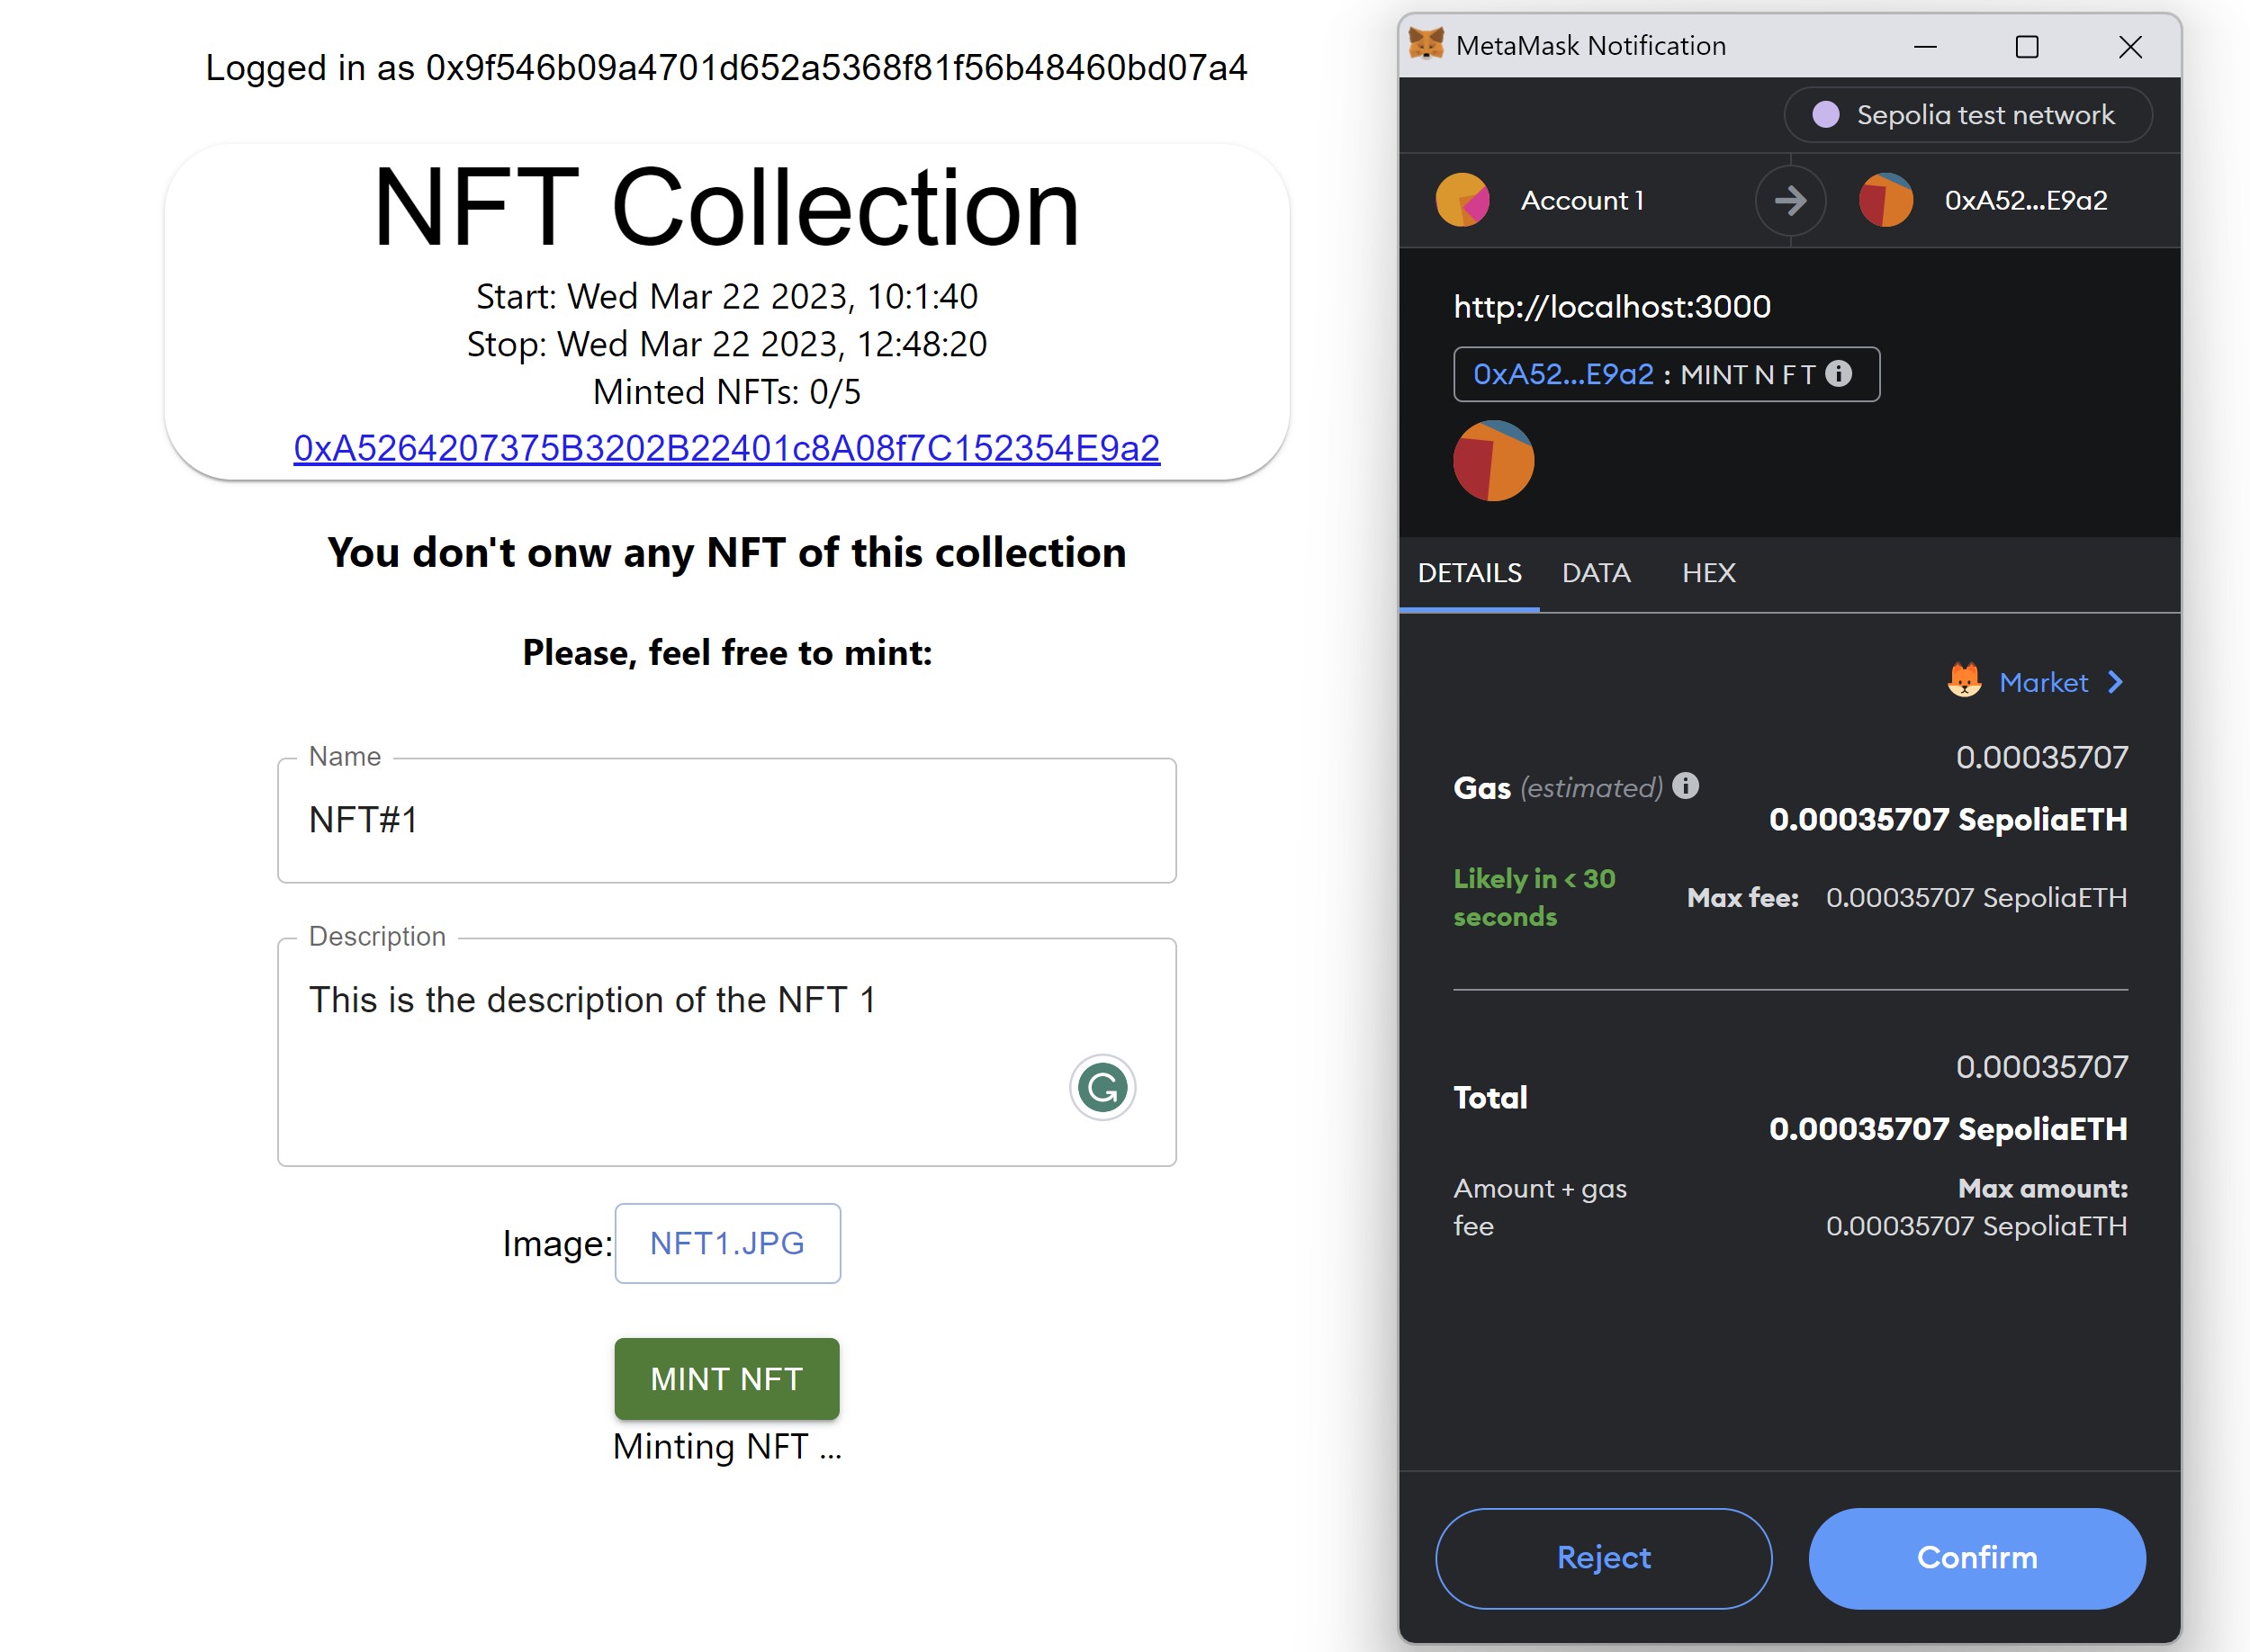 Logged in as 0x9f546b09a4701d652a5368f81f56b48460bd07a4
NFT Collection
Start: Wed Mar 22 2023, 10:1:40
Stop: Wed Mar 22 2023, 12:48:20
Minted NFTs: 0/5
0xA5264207375B3202B22401c8A08f7C152354E9a2
You don't onw any NFT of this collection
Please, feel free to mint:
Name
NFT#1
Description
This is the description of the NFT 1
Image: NFT1.JPG
MINT NFT
Minting NFT ...
MetaMask Notification
Sepolia test network
Account 1
0xA52...E9a2
http://localhost:3000
0xA52...E9a2 : MINT N F T
DETAILS DATA HEX
Market
0.00035707
Gas (estimated)
0.00035707 SepoliaETH
Likely in < 30
seconds
Max fee: 0.00035707 SepoliaETH
0.00035707
Total
0.00035707 SepoliaETH
Amount + gas
fee
Max amount:
0.00035707 SepoliaETH
Reject
Confirm